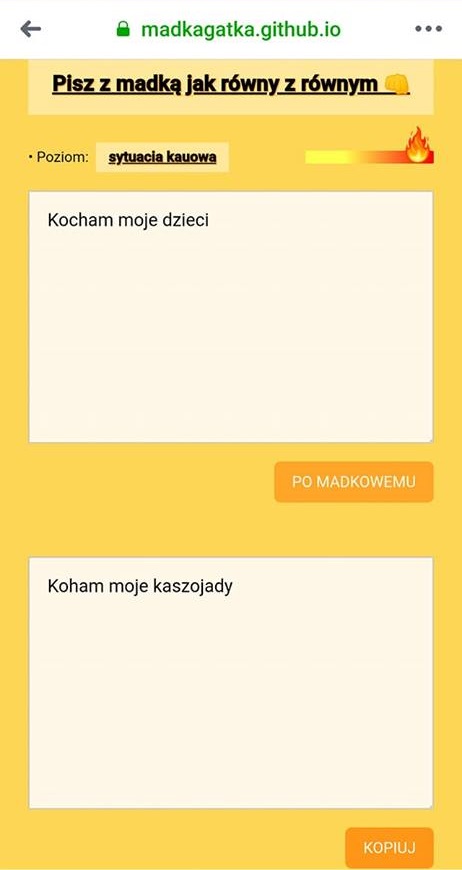 madkagatka.github.io
Pisz z madką jak równy z równym 👊
• Poziom: sytuacia kauowa
Kocham moje dzieci
PO MADKOWEMU
Koham moje kaszojady
KOPIUJ